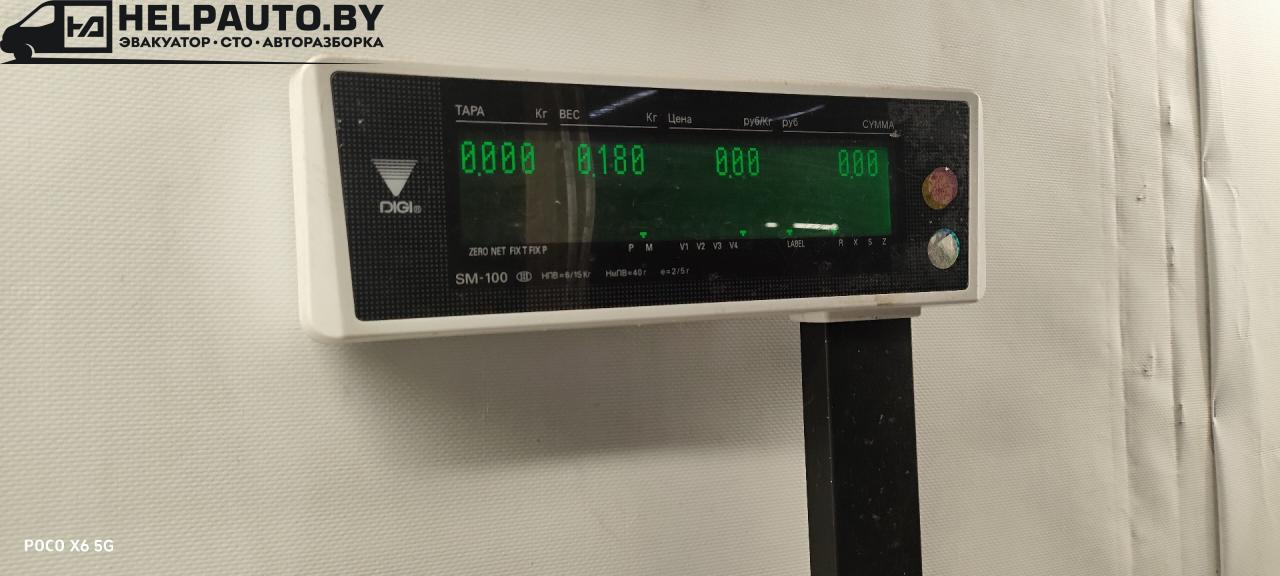 HELPAUTO.BY
ЭВАКУАТОР · СТО · АВТОРАЗБОРКА
ТАРА Кг ВЕС Кг Цена руб/Кг руб СУММА
0.000 0.180 0.00 0.00
DIGI®
ZERO NET FIX T FIX P P M V1 V2 V3 V4 LABEL R X S Z
SM-100 НПВ=6/15Кг НмПВ=40г е=2/5г
POCO X6 5G